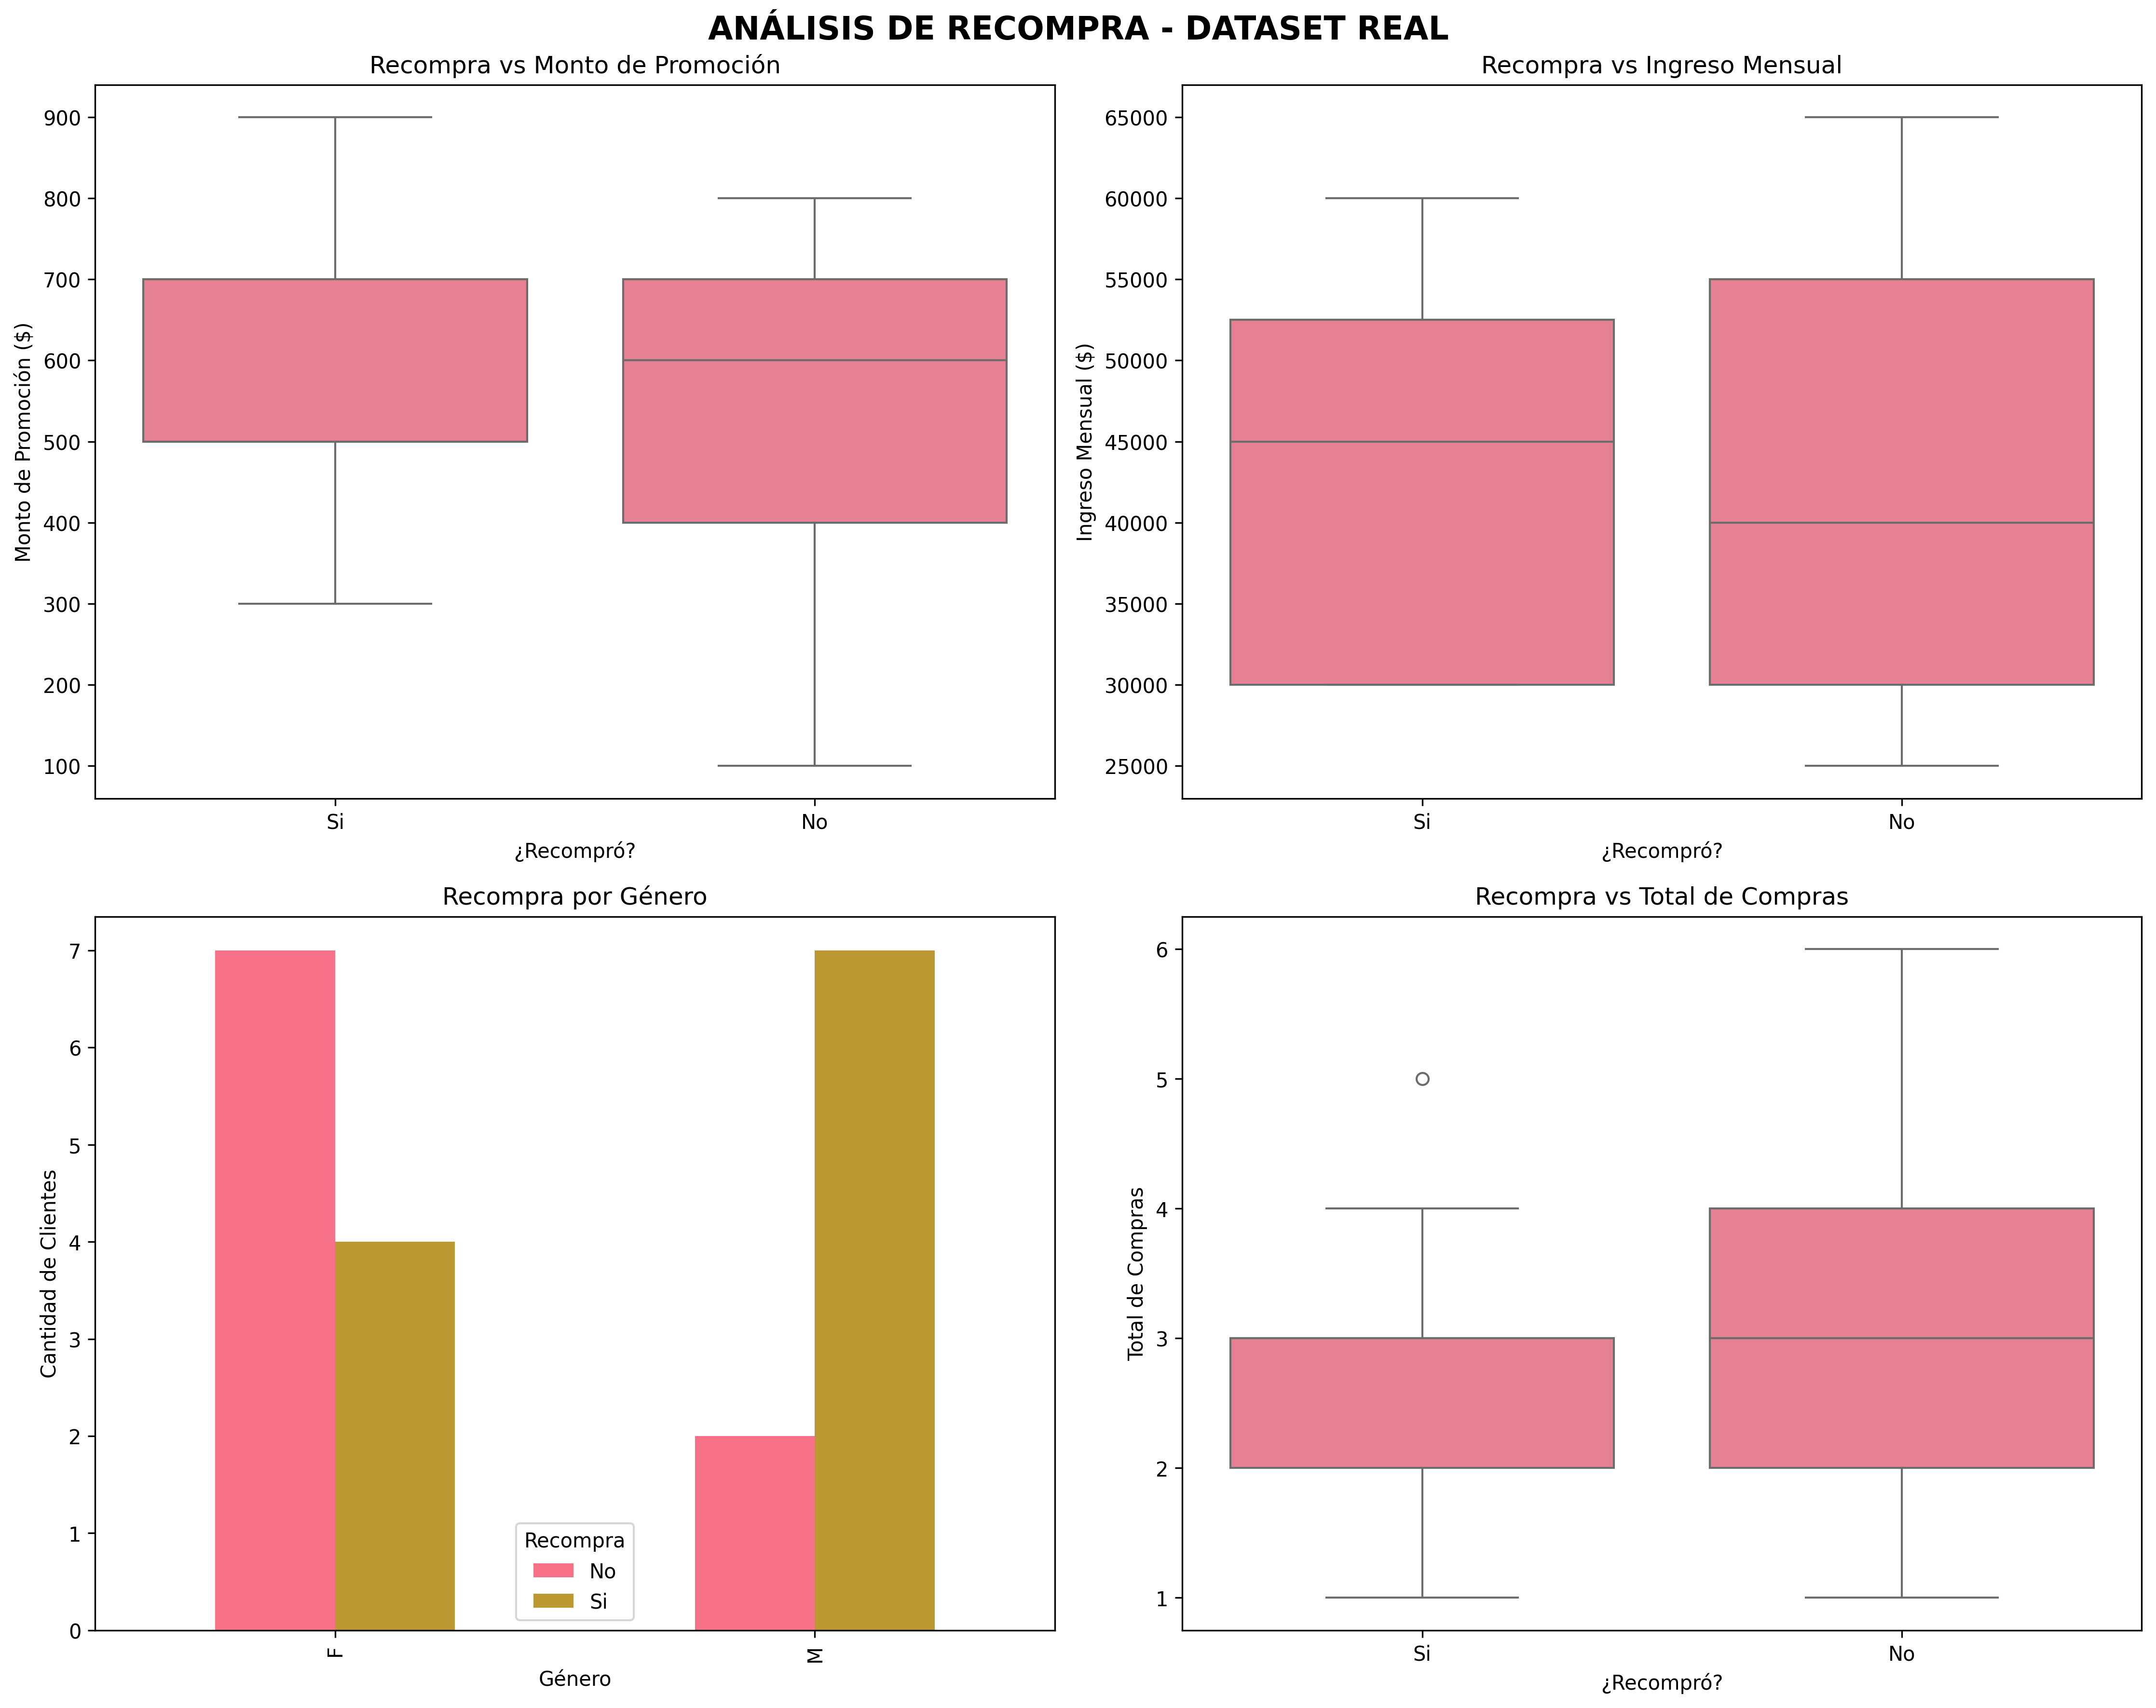 ANÁLISIS DE RECOMPRA - DATASET REAL
Recompra vs Monto de Promoción
Monto de Promoción ($)
900
800
700
600
500
400
300
200
100
Si
No
¿Recompró?
Recompra vs Ingreso Mensual
Ingreso Mensual ($)
65000
60000
55000
50000
45000
40000
35000
30000
25000
Si
No
¿Recompró?
Recompra por Género
Cantidad de Clientes
7
6
5
4
3
2
1
0
Recompra
No
Si
F
M
Género
Recompra vs Total de Compras
Total de Compras
6
5
4
3
2
1
Si
No
¿Recompró?